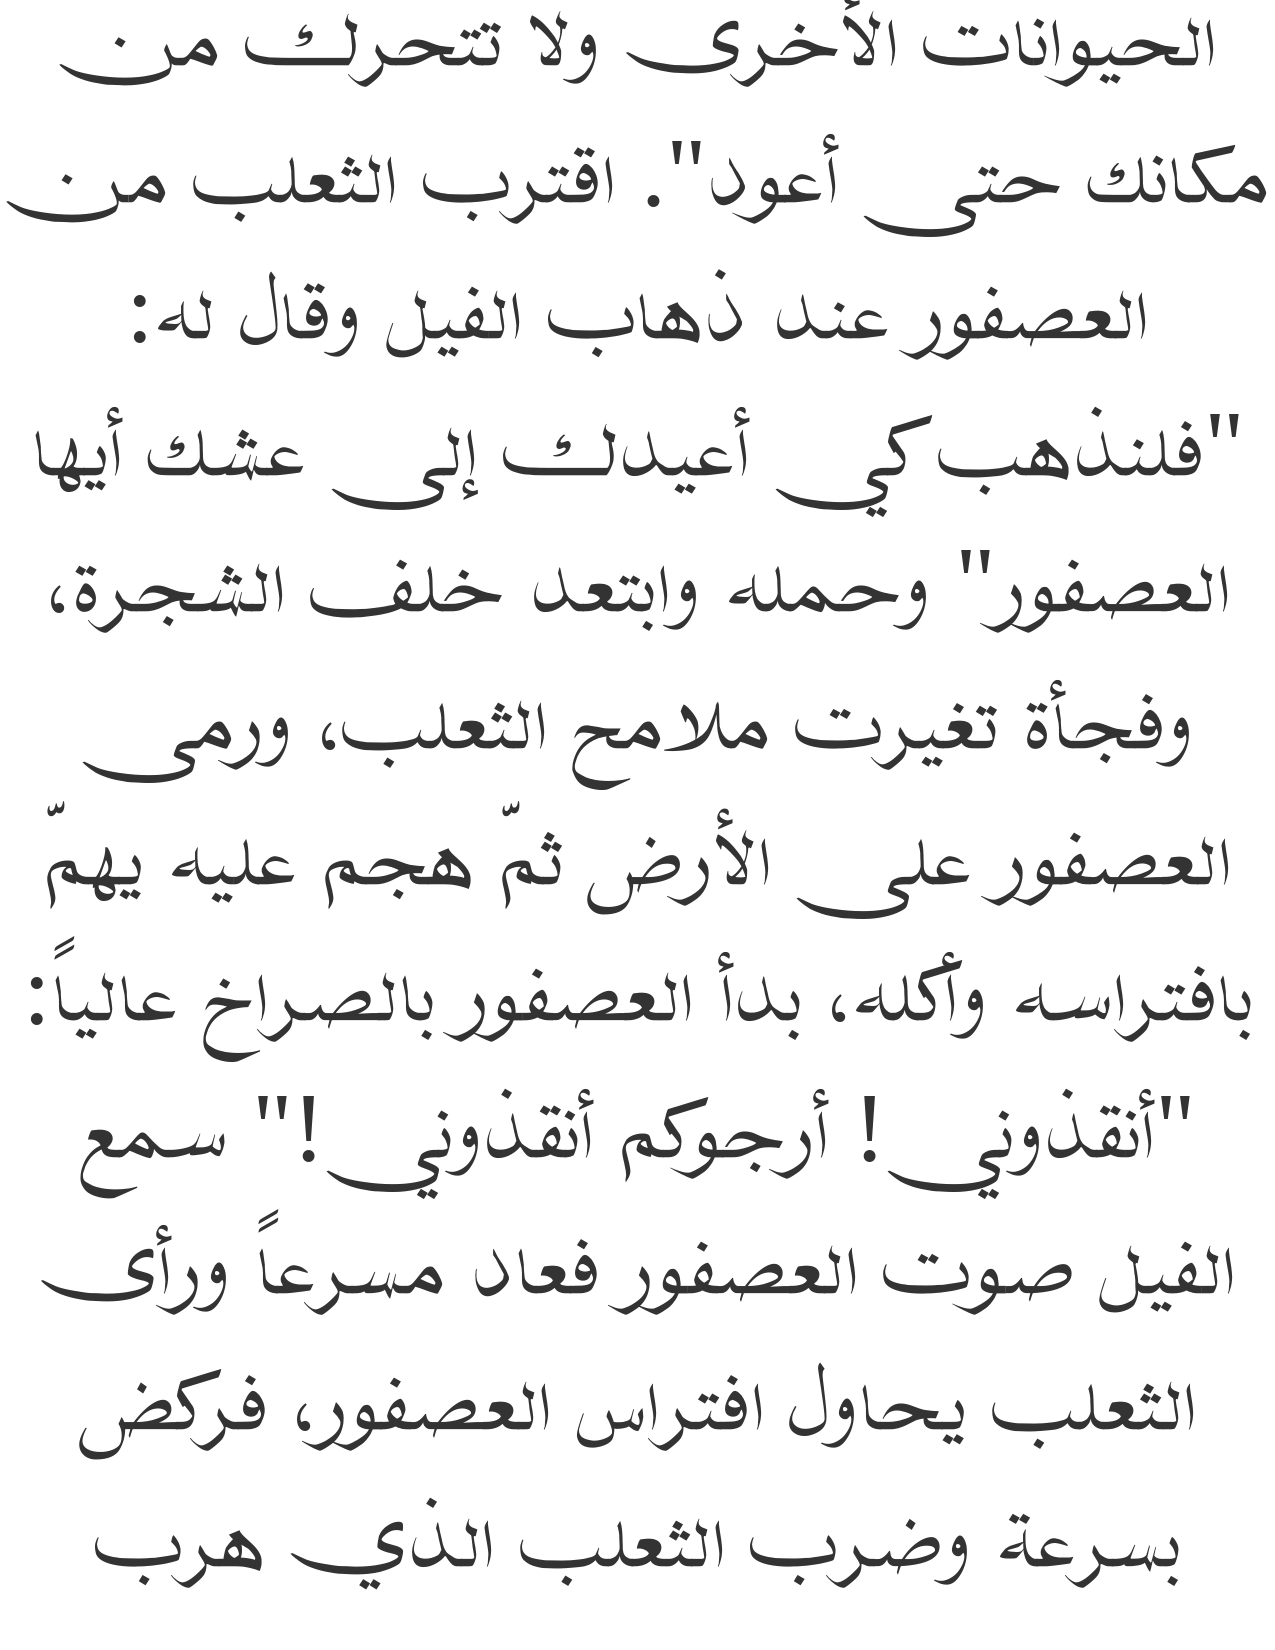 الحيوانات الأخرى ولا تتحرك من
مكانك حتى أعود". اقترب الثعلب من
العصفور عند ذهاب الفيل وقال له:
"فلنذهب كي أعيدك إلى عشك أيها
العصفور" وحمله وابتعد خلف الشجرة،
وفجأة تغيرت ملامح الثعلب، ورمى
العصفور على الأرض ثمّ هجم عليه يهمّ
بافتراسه وأكله، بدأ العصفور بالصراخ عالياً:
"أنقذوني! أرجوكم أنقذوني!" سمع
الفيل صوت العصفور فعاد مسرعاً ورأى
الثعلب يحاول افتراس العصفور، فركض
بسرعة وضرب الثعلب الذي هرب